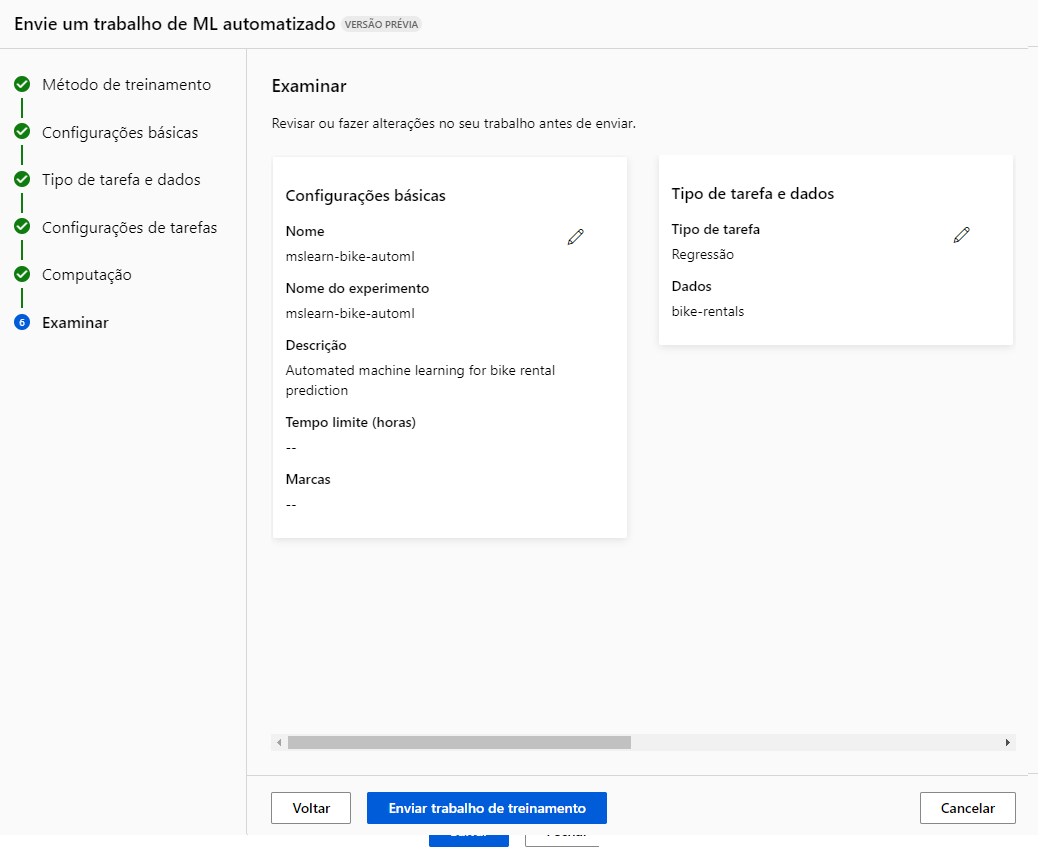 Envie um trabalho de ML automatizado VERSÃO PRÉVIA
Método de treinamento
Configurações básicas
Tipo de tarefa e dados
Configurações de tarefas
Computação
6 Examinar
Examinar
Revisar ou fazer alterações no seu trabalho antes de enviar.
Configurações básicas
Nome
mslearn-bike-automl
Nome do experimento
mslearn-bike-automl
Descrição
Automated machine learning for bike rental
prediction
Tempo limite (horas)
--
Marcas
--
Tipo de tarefa e dados
Tipo de tarefa
Regressão
Dados
bike-rentals
Voltar
Enviar trabalho de treinamento
Cancelar